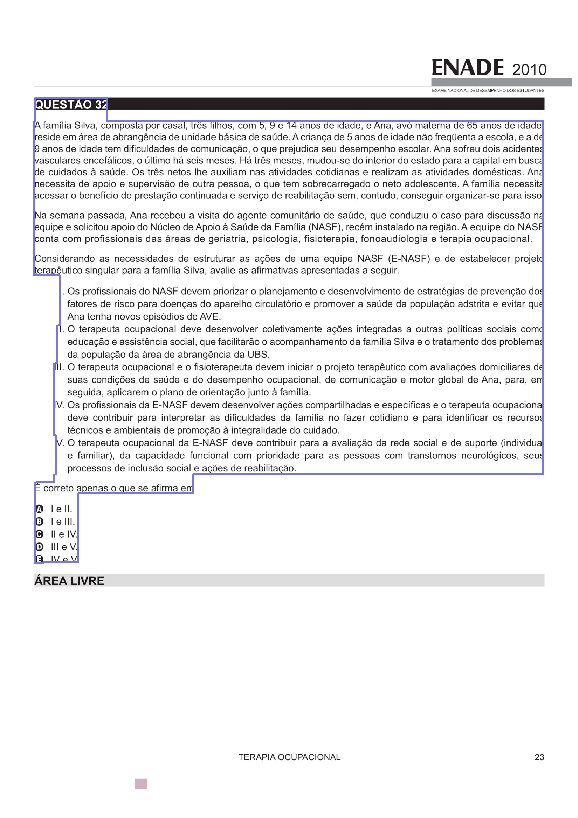 ENADE 2010
EXAME NACIONAL DE DESEMPENHO DOS ESTUDANTES
QUESTÃO 32
A família Silva, composta por casal, três filhos, com 5, 9 e 14 anos de idade, e Ana, avó materna de 65 anos de idade,
reside em área de abrangência de unidade básica de saúde. A criança de 5 anos de idade não freqüenta a escola, e a de
9 anos de idade tem dificuldades de comunicação, o que prejudica seu desempenho escolar. Ana sofreu dois acidentes
vasculares encefálicos, o último há seis meses. Há três meses, mudou-se do interior do estado para a capital em busca
de cuidados à saúde. Os três netos lhe auxiliam nas atividades cotidianas e realizam as atividades domésticas. Ana
necessita de apoio e supervisão de outra pessoa, o que tem sobrecarregado o neto adolescente. A família necessita
acessar o benefício de prestação continuada e serviço de reabilitação sem, contudo, conseguir organizar-se para isso.
Na semana passada, Ana recebeu a visita do agente comunitário de saúde, que conduziu o caso para discussão na
equipe e solicitou apoio do Núcleo de Apoio à Saúde da Família (NASF), recém instalado na região. A equipe do NASF
conta com profissionais das áreas de geriatria, psicologia, fisioterapia, fonoaudiologia e terapia ocupacional.
Considerando as necessidades de estruturar as ações de uma equipe NASF (E-NASF) e de estabelecer projeto
terapêutico singular para a família Silva, avalie as afirmativas apresentadas a seguir.
I. Os profissionais do NASF devem priorizar o planejamento e desenvolvimento de estratégias de prevenção dos
fatores de risco para doenças do aparelho circulatório e promover a saúde da população adstrita e evitar que
Ana tenha novos episódios de AVE.
II. O terapeuta ocupacional deve desenvolver coletivamente ações integradas a outras políticas sociais como
educação e assistência social, que facilitarão o acompanhamento da família Silva e o tratamento dos problemas
da população da área de abrangência da UBS.
III. O terapeuta ocupacional e o fisioterapeuta devem iniciar o projeto terapêutico com avaliações domiciliares de
suas condições de saúde e do desempenho ocupacional, de comunicação e motor global de Ana, para, em
seguida, aplicarem o plano de orientação junto à família.
IV. Os profissionais da E-NASF devem desenvolver ações compartilhadas e específicas e o terapeuta ocupacional
deve contribuir para interpretar as dificuldades da família no fazer cotidiano e para identificar os recursos
técnicos e ambientais de promoção à integralidade do cuidado.
V. O terapeuta ocupacional da E-NASF deve contribuir para a avaliação da rede social e de suporte (individual
e familiar), da capacidade funcional com prioridade para as pessoas com transtornos neurológicos, seus
processos de inclusão social e ações de reabilitação.
É correto apenas o que se afirma em
A I e II.
B I e III.
C II e IV.
D III e V.
E IV e V.
ÁREA LIVRE
TERAPIA OCUPACIONAL 23